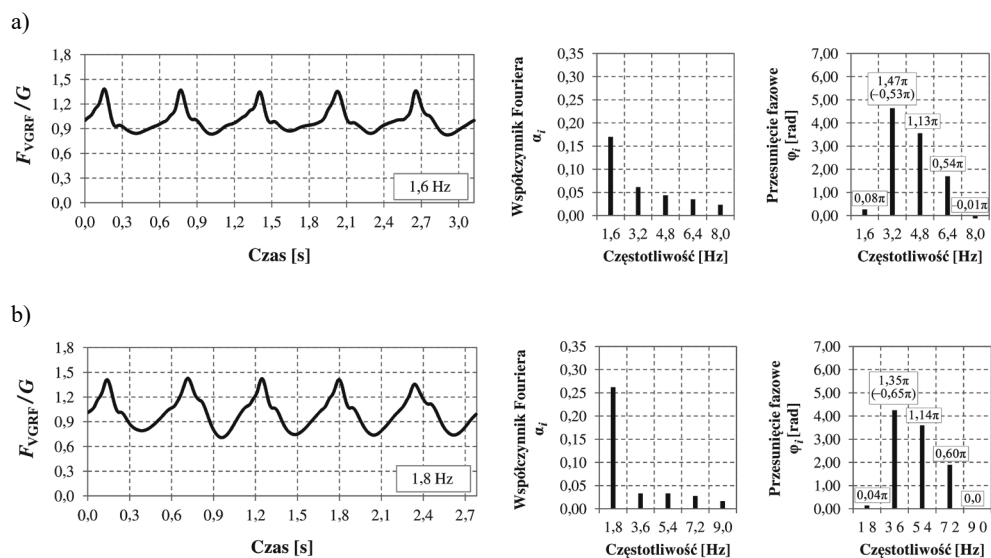 a)
1,8
1,5
1,2
0,9
0,6
0,3
0,0
F_VGRF/G
1,6 Hz
0,0 0,3 0,6 0,9 1,2 1,5 1,8 2,1 2,4 2,7 3,0
Czas [s]
Współczynnik Fouriera
α_i
0,35
0,30
0,25
0,20
0,15
0,10
0,05
0,00
1,6 3,2 4,8 6,4 8,0
Częstotliwość [Hz]
Przesunięcie fazowe
φ_i [rad]
7,00
6,00
5,00
4,00
3,00
2,00
1,00
0,00
1,47π
(–0,53π)
1,13π
0,54π
0,08π
–0,01π
1,6 3,2 4,8 6,4 8,0
Częstotliwość [Hz]
b)
1,8
1,5
1,2
0,9
0,6
0,3
0,0
F_VGRF/G
1,8 Hz
0,0 0,3 0,6 0,9 1,2 1,5 1,8 2,1 2,4 2,7
Czas [s]
Współczynnik Fouriera
α_i
0,35
0,30
0,25
0,20
0,15
0,10
0,05
0,00
1,8 3,6 5,4 7,2 9,0
Częstotliwość [Hz]
Przesunięcie fazowe
φ_i [rad]
7,00
6,00
5,00
4,00
3,00
2,00
1,00
0,00
1,35π
(–0,65π)
1,14π
0,60π
0,04π
0,0
1 8 3 6 5 4 7 2 9 0
Częstotliwość [Hz]